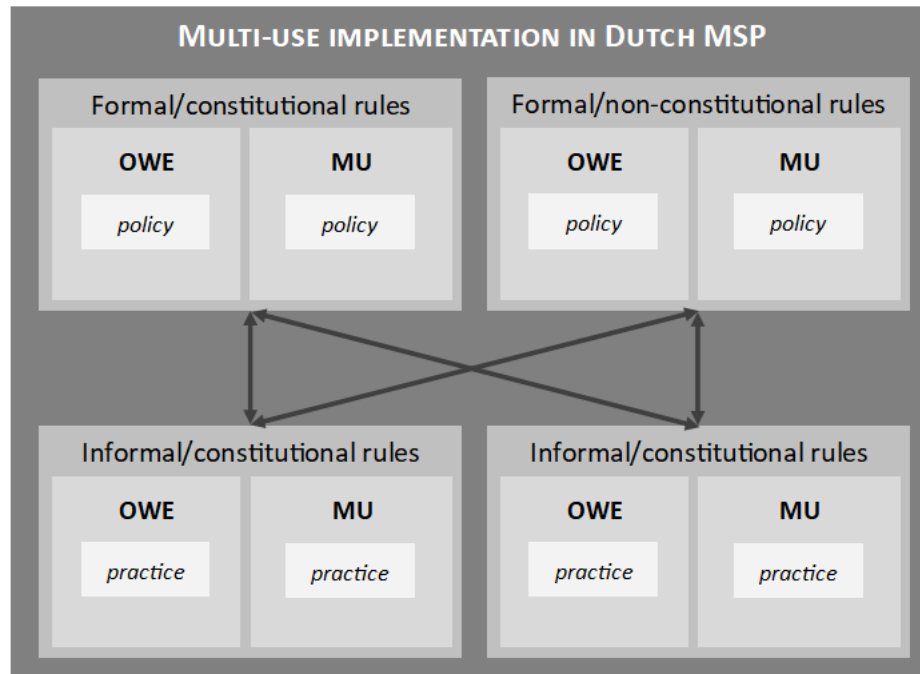 MULTI-USE IMPLEMENTATION IN DUTCH MSP
Formal/constitutional rules
OWE
MU
policy
policy
Formal/non-constitutional rules
OWE
MU
policy
policy
Informal/constitutional rules
OWE
MU
practice
practice
Informal/constitutional rules
OWE
MU
practice
practice